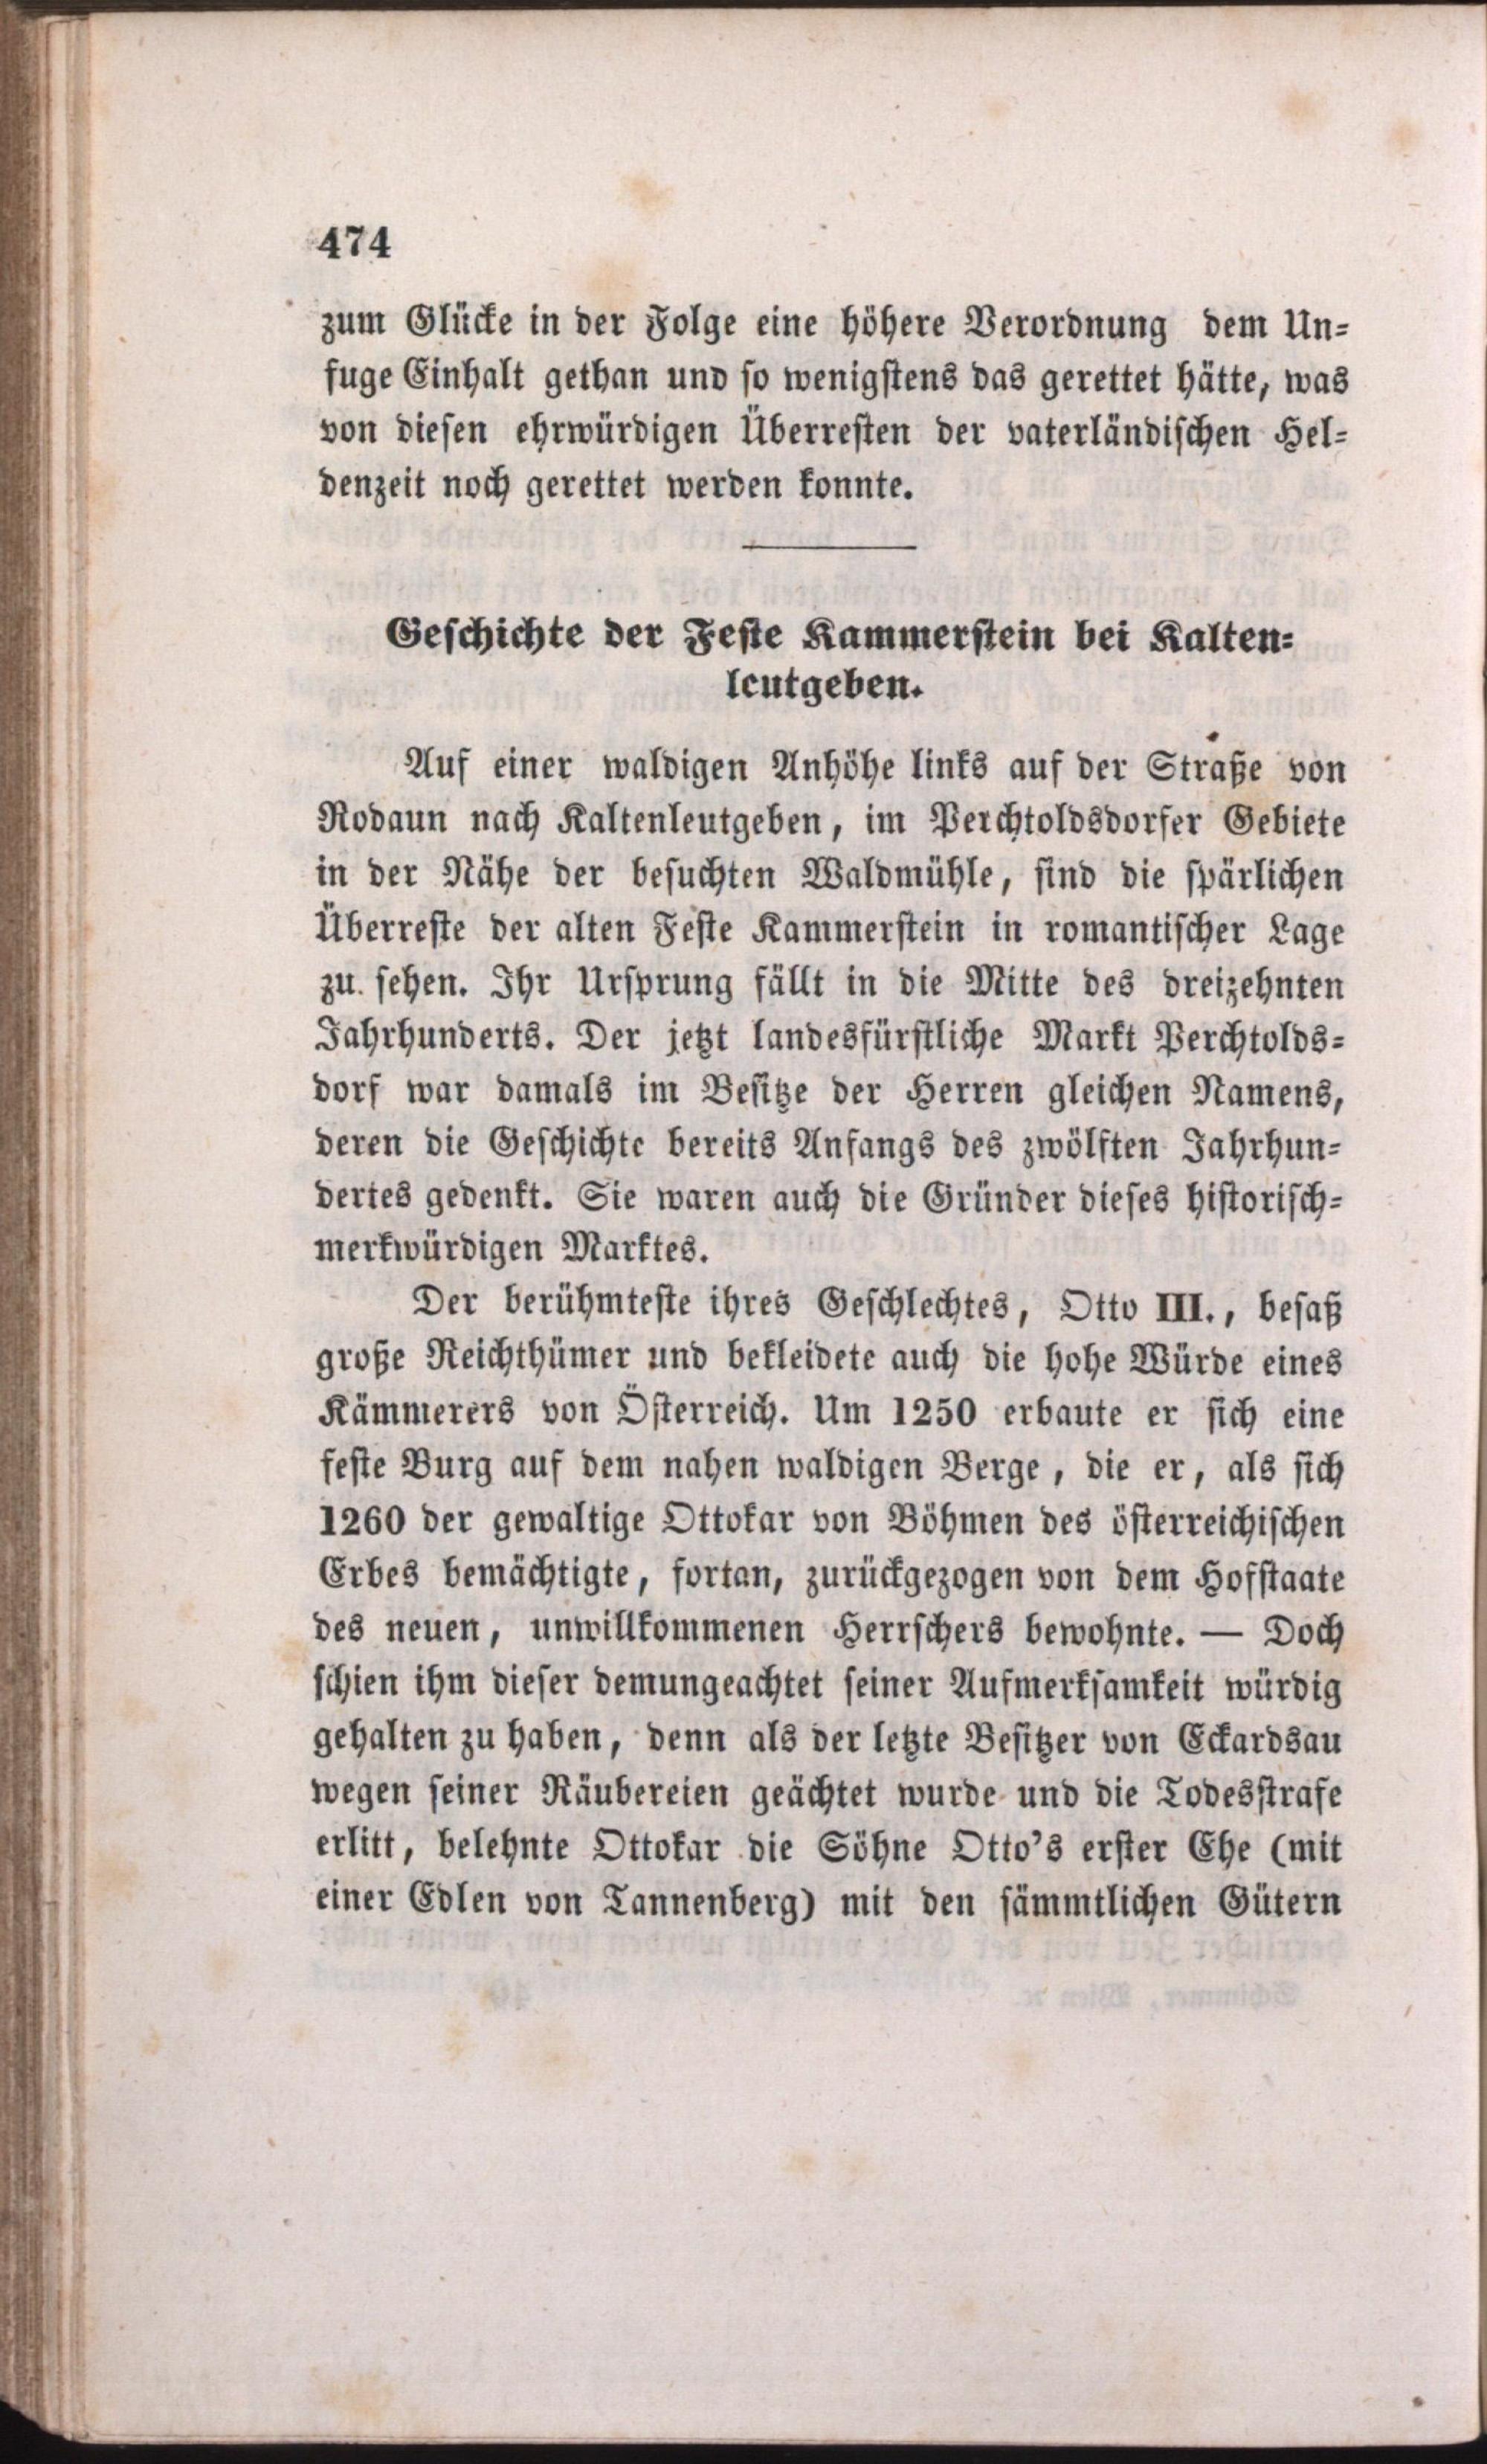 474
zum Glücke in der Folge eine höhere Verordnung dem Un=
fuge Einhalt gethan und so wenigstens das gerettet hätte, was
von diesen ehrwürdigen Überresten der vaterländischen Hel=
denzeit noch gerettet werden konnte.
Geschichte der Feste Kammerstein bei Kalten=
leutgeben.
Auf einer waldigen Anhöhe links auf der Straße von
Rodaun nach Kaltenleutgeben, im Perchtoldsdorfer Gebiete
in der Nähe der besuchten Waldmühle, sind die spärlichen
Überreste der alten Feste Kammerstein in romantischer Lage
zu sehen. Ihr Ursprung fällt in die Mitte des dreizehnten
Jahrhunderts. Der jetzt landesfürstliche Markt Perchtolds=
dorf war damals im Besitze der Herren gleichen Namens,
deren die Geschichte bereits Anfangs des zwölften Jahrhun=
dertes gedenkt. Sie waren auch die Gründer dieses historisch=
merkwürdigen Marktes.
Der berühmteste ihres Geschlechtes, Otto III., besaß
große Reichthümer und bekleidete auch die hohe Würde eines
Kämmerers von Österreich. Um 1250 erbaute er sich eine
feste Burg auf dem nahen waldigen Berge, die er, als sich
1260 der gewaltige Ottokar von Böhmen des österreichischen
Erbes bemächtigte, fortan, zurückgezogen von dem Hofstaate
des neuen, unwillkommenen Herrschers bewohnte. — Doch
schien ihm dieser demungeachtet seiner Aufmerksamkeit würdig
gehalten zu haben, denn als der letzte Besitzer von Eckardsau
wegen seiner Räubereien geächtet wurde und die Todesstrafe
erlitt, belehnte Ottokar die Söhne Otto's erster Ehe (mit
einer Edlen von Tannenberg) mit den sämmtlichen Gütern